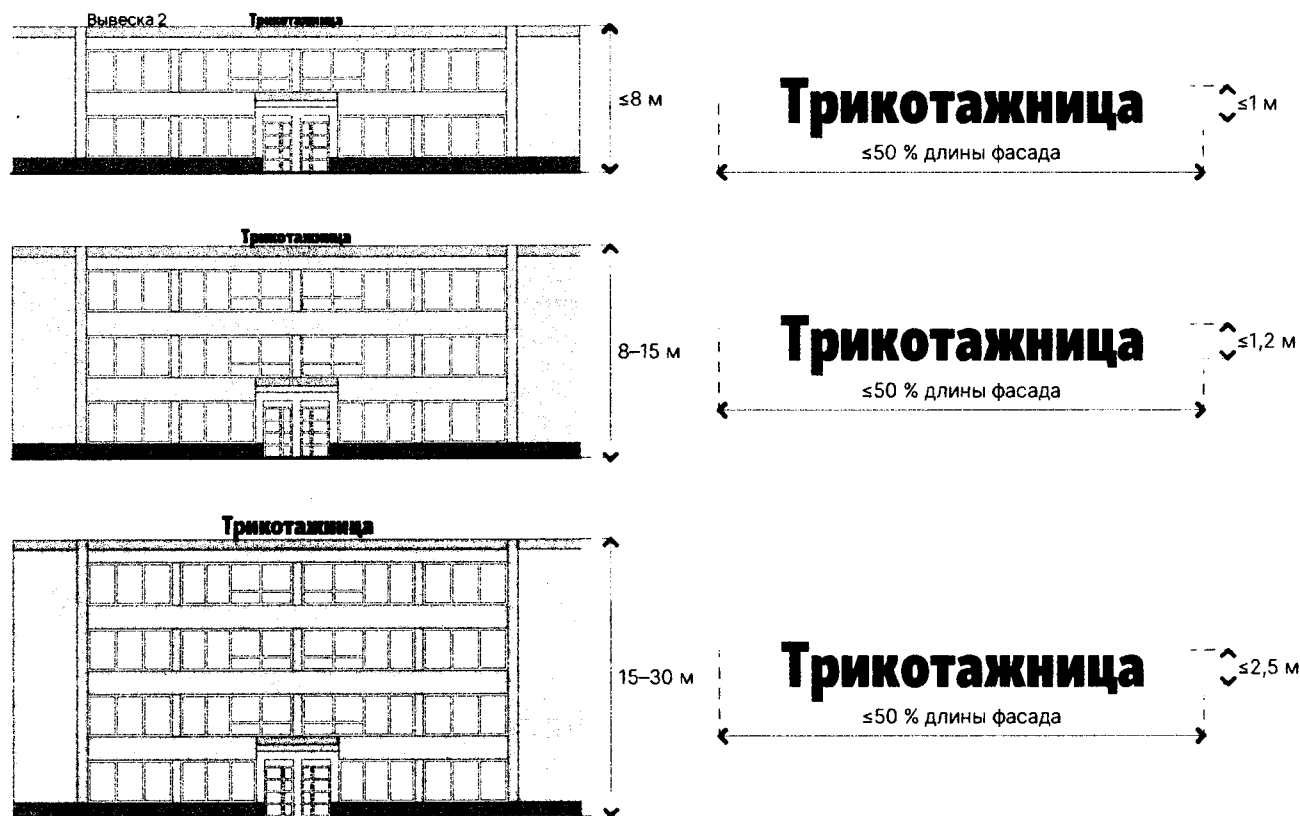 Вывеска 2
Трикотажница
≤8 м
Трикотажница
≤1 м
≤50 % длины фасада
Трикотажница
8–15 м
Трикотажница
≤1,2 м
≤50 % длины фасада
Трикотажница
15–30 м
Трикотажница
≤2,5 м
≤50 % длины фасада